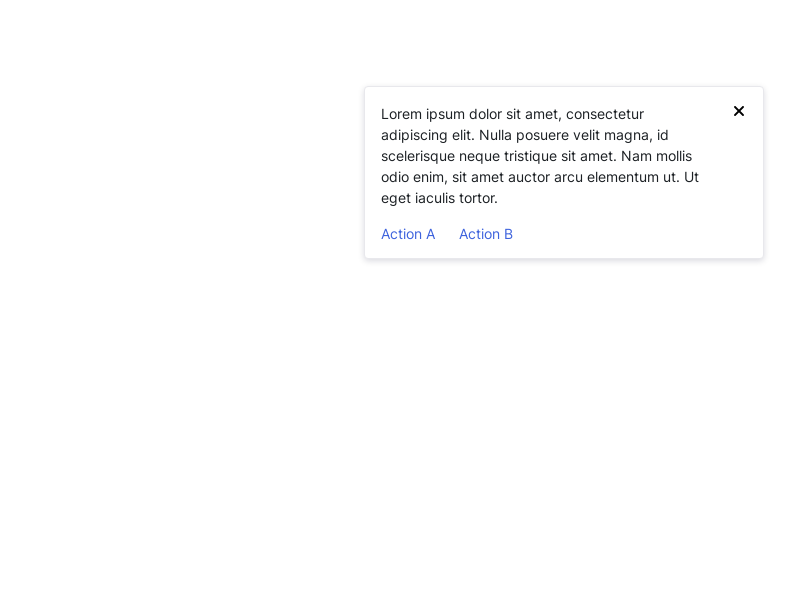 Lorem ipsum dolor sit amet, consectetur
adipiscing elit. Nulla posuere velit magna, id
scelerisque neque tristique sit amet. Nam mollis
odio enim, sit amet auctor arcu elementum ut. Ut
eget iaculis tortor.
Action A Action B